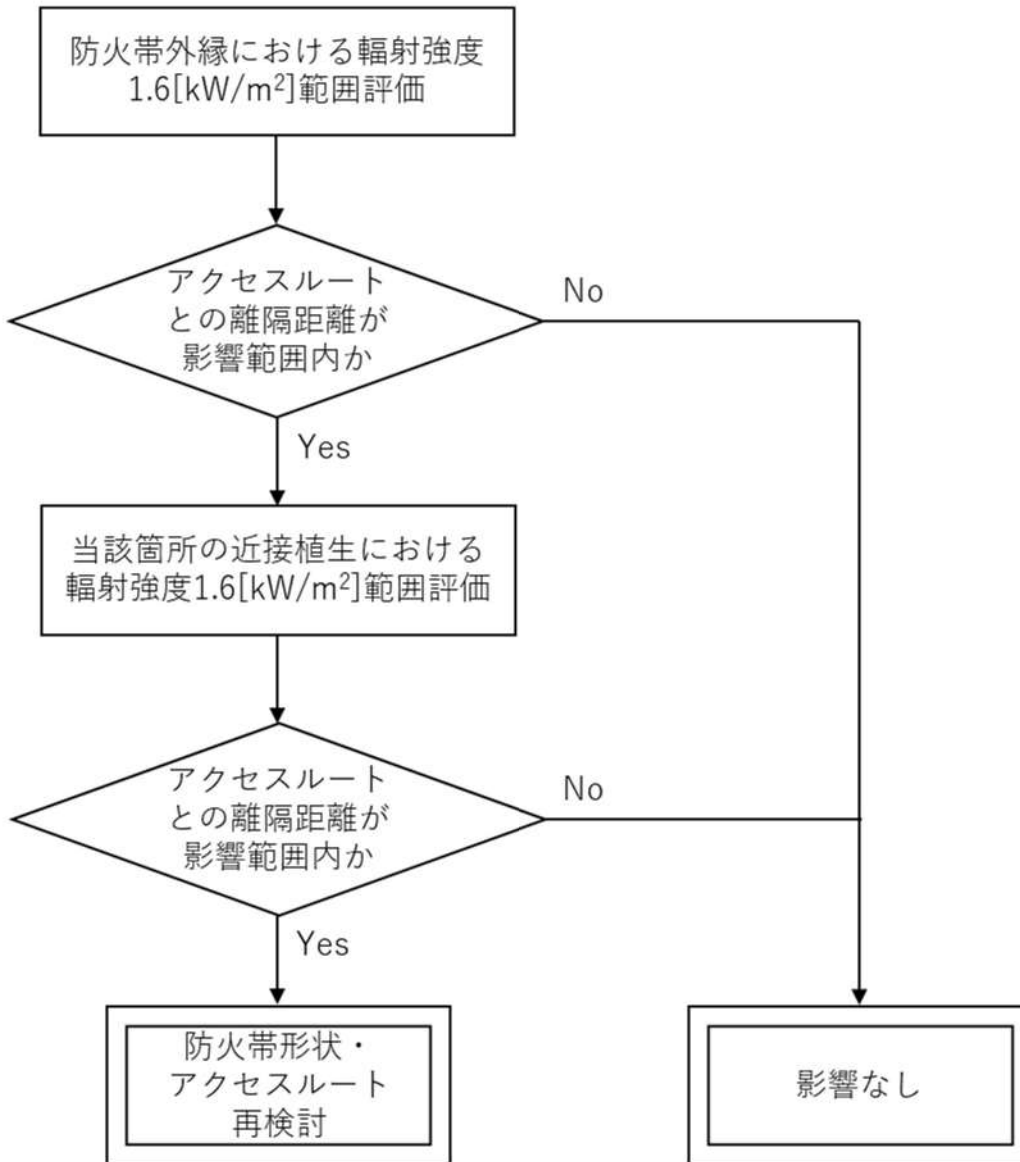 防火帯外縁における輻射強度
1.6[kW/m²]範囲評価
アクセスルート
との離隔距離が
影響範囲内か
No
Yes
当該箇所の近接植生における
輻射強度1.6[kW/m²]範囲評価
アクセスルート
との離隔距離が
影響範囲内か
No
Yes
防火帯形状・
アクセスルート
再検討
影響なし